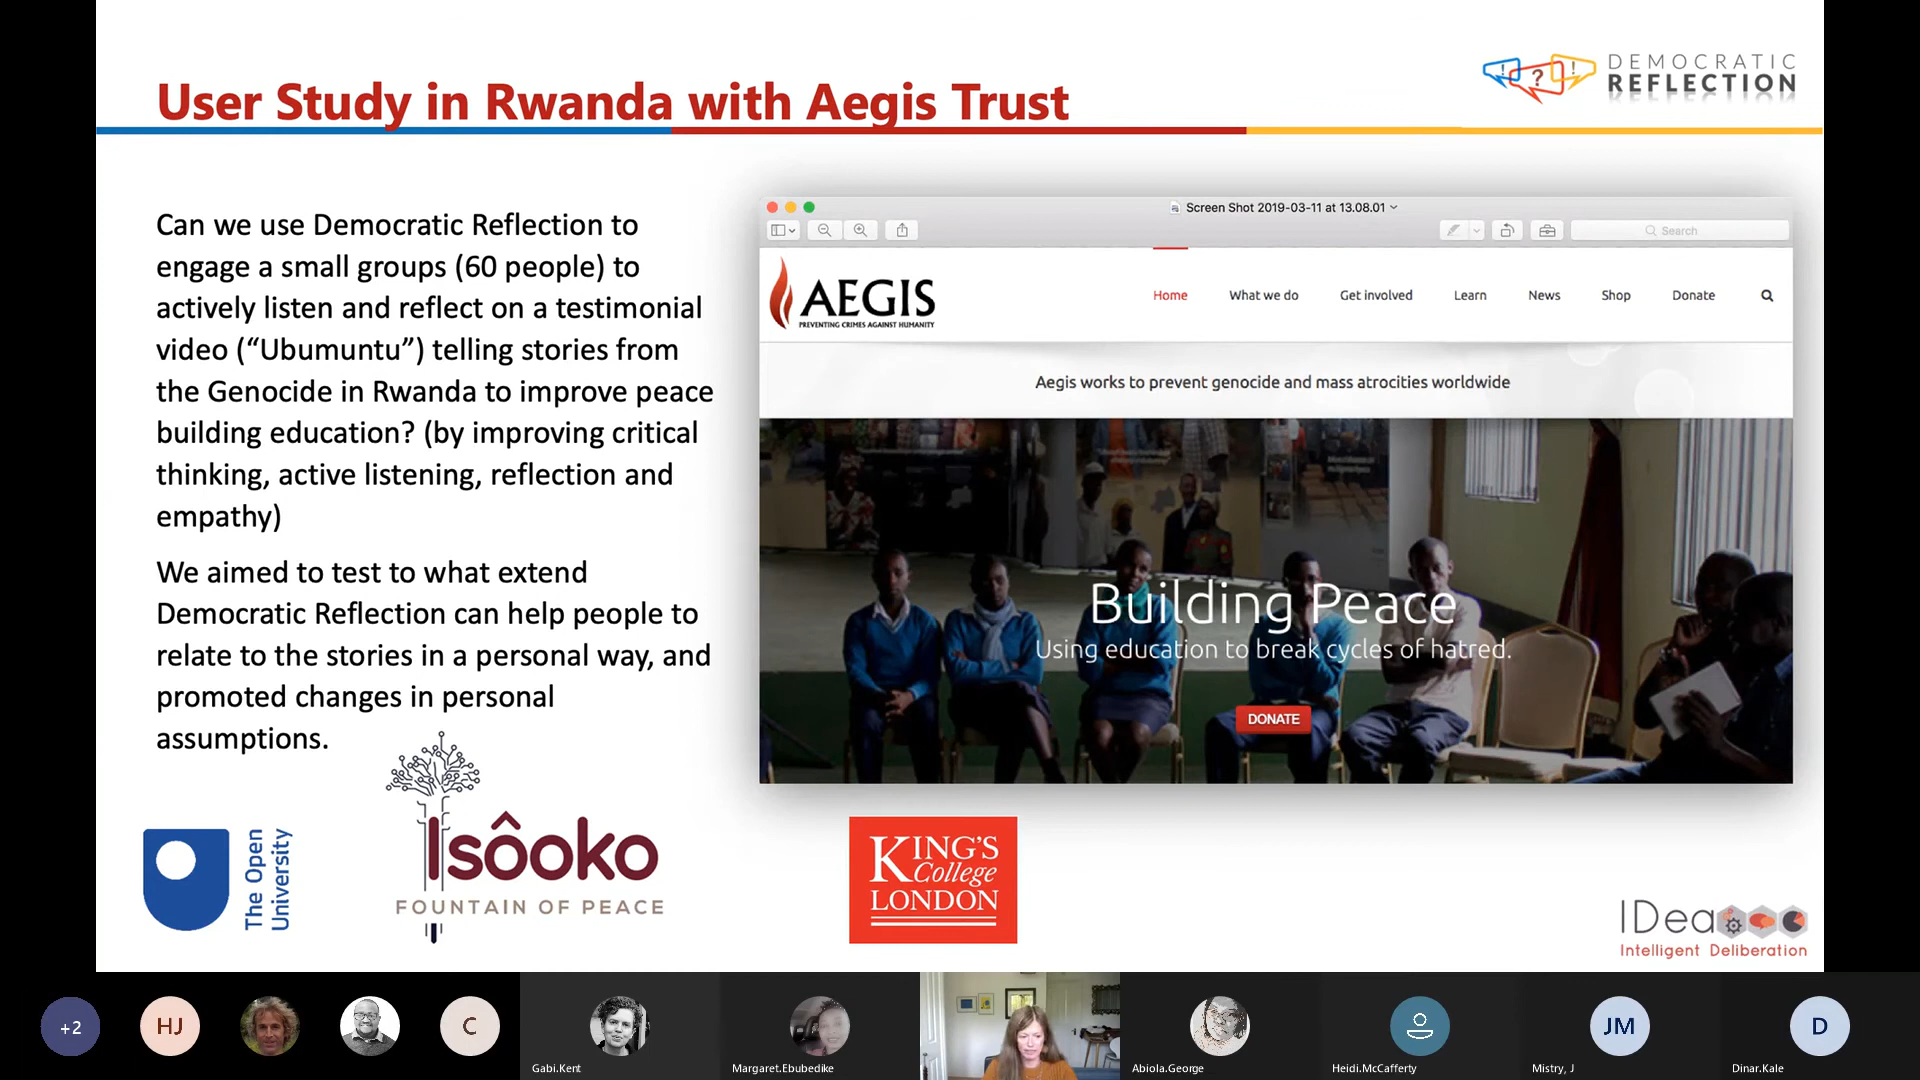 DEMOCRATIC
REFLECTION
! ? !
User Study in Rwanda with Aegis Trust
Can we use Democratic Reflection to
engage a small groups (60 people) to
actively listen and reflect on a testimonial
video (“Ubumuntu”) telling stories from
the Genocide in Rwanda to improve peace
building education? (by improving critical
thinking, active listening, reflection and
empathy)
We aimed to test to what extend
Democratic Reflection can help people to
relate to the stories in a personal way, and
promoted changes in personal
assumptions.
Screen Shot 2019-03-11 at 13.08.01
Search
AEGIS
PREVENTING CRIMES AGAINST HUMANITY
Home What we do Get involved Learn News Shop Donate
Aegis works to prevent genocide and mass atrocities worldwide
Building Peace
Using education to break cycles of hatred.
DONATE
The Open
University
Isôoko
FOUNTAIN OF PEACE
KING'S
College
LONDON
IDea
Intelligent Deliberation
+2
HJ
C
Gabi.Kent
Margaret.Ebubedike
Abiola.George
Heidi.McCafferty
JM
Mistry, J
D
Dinar.Kale